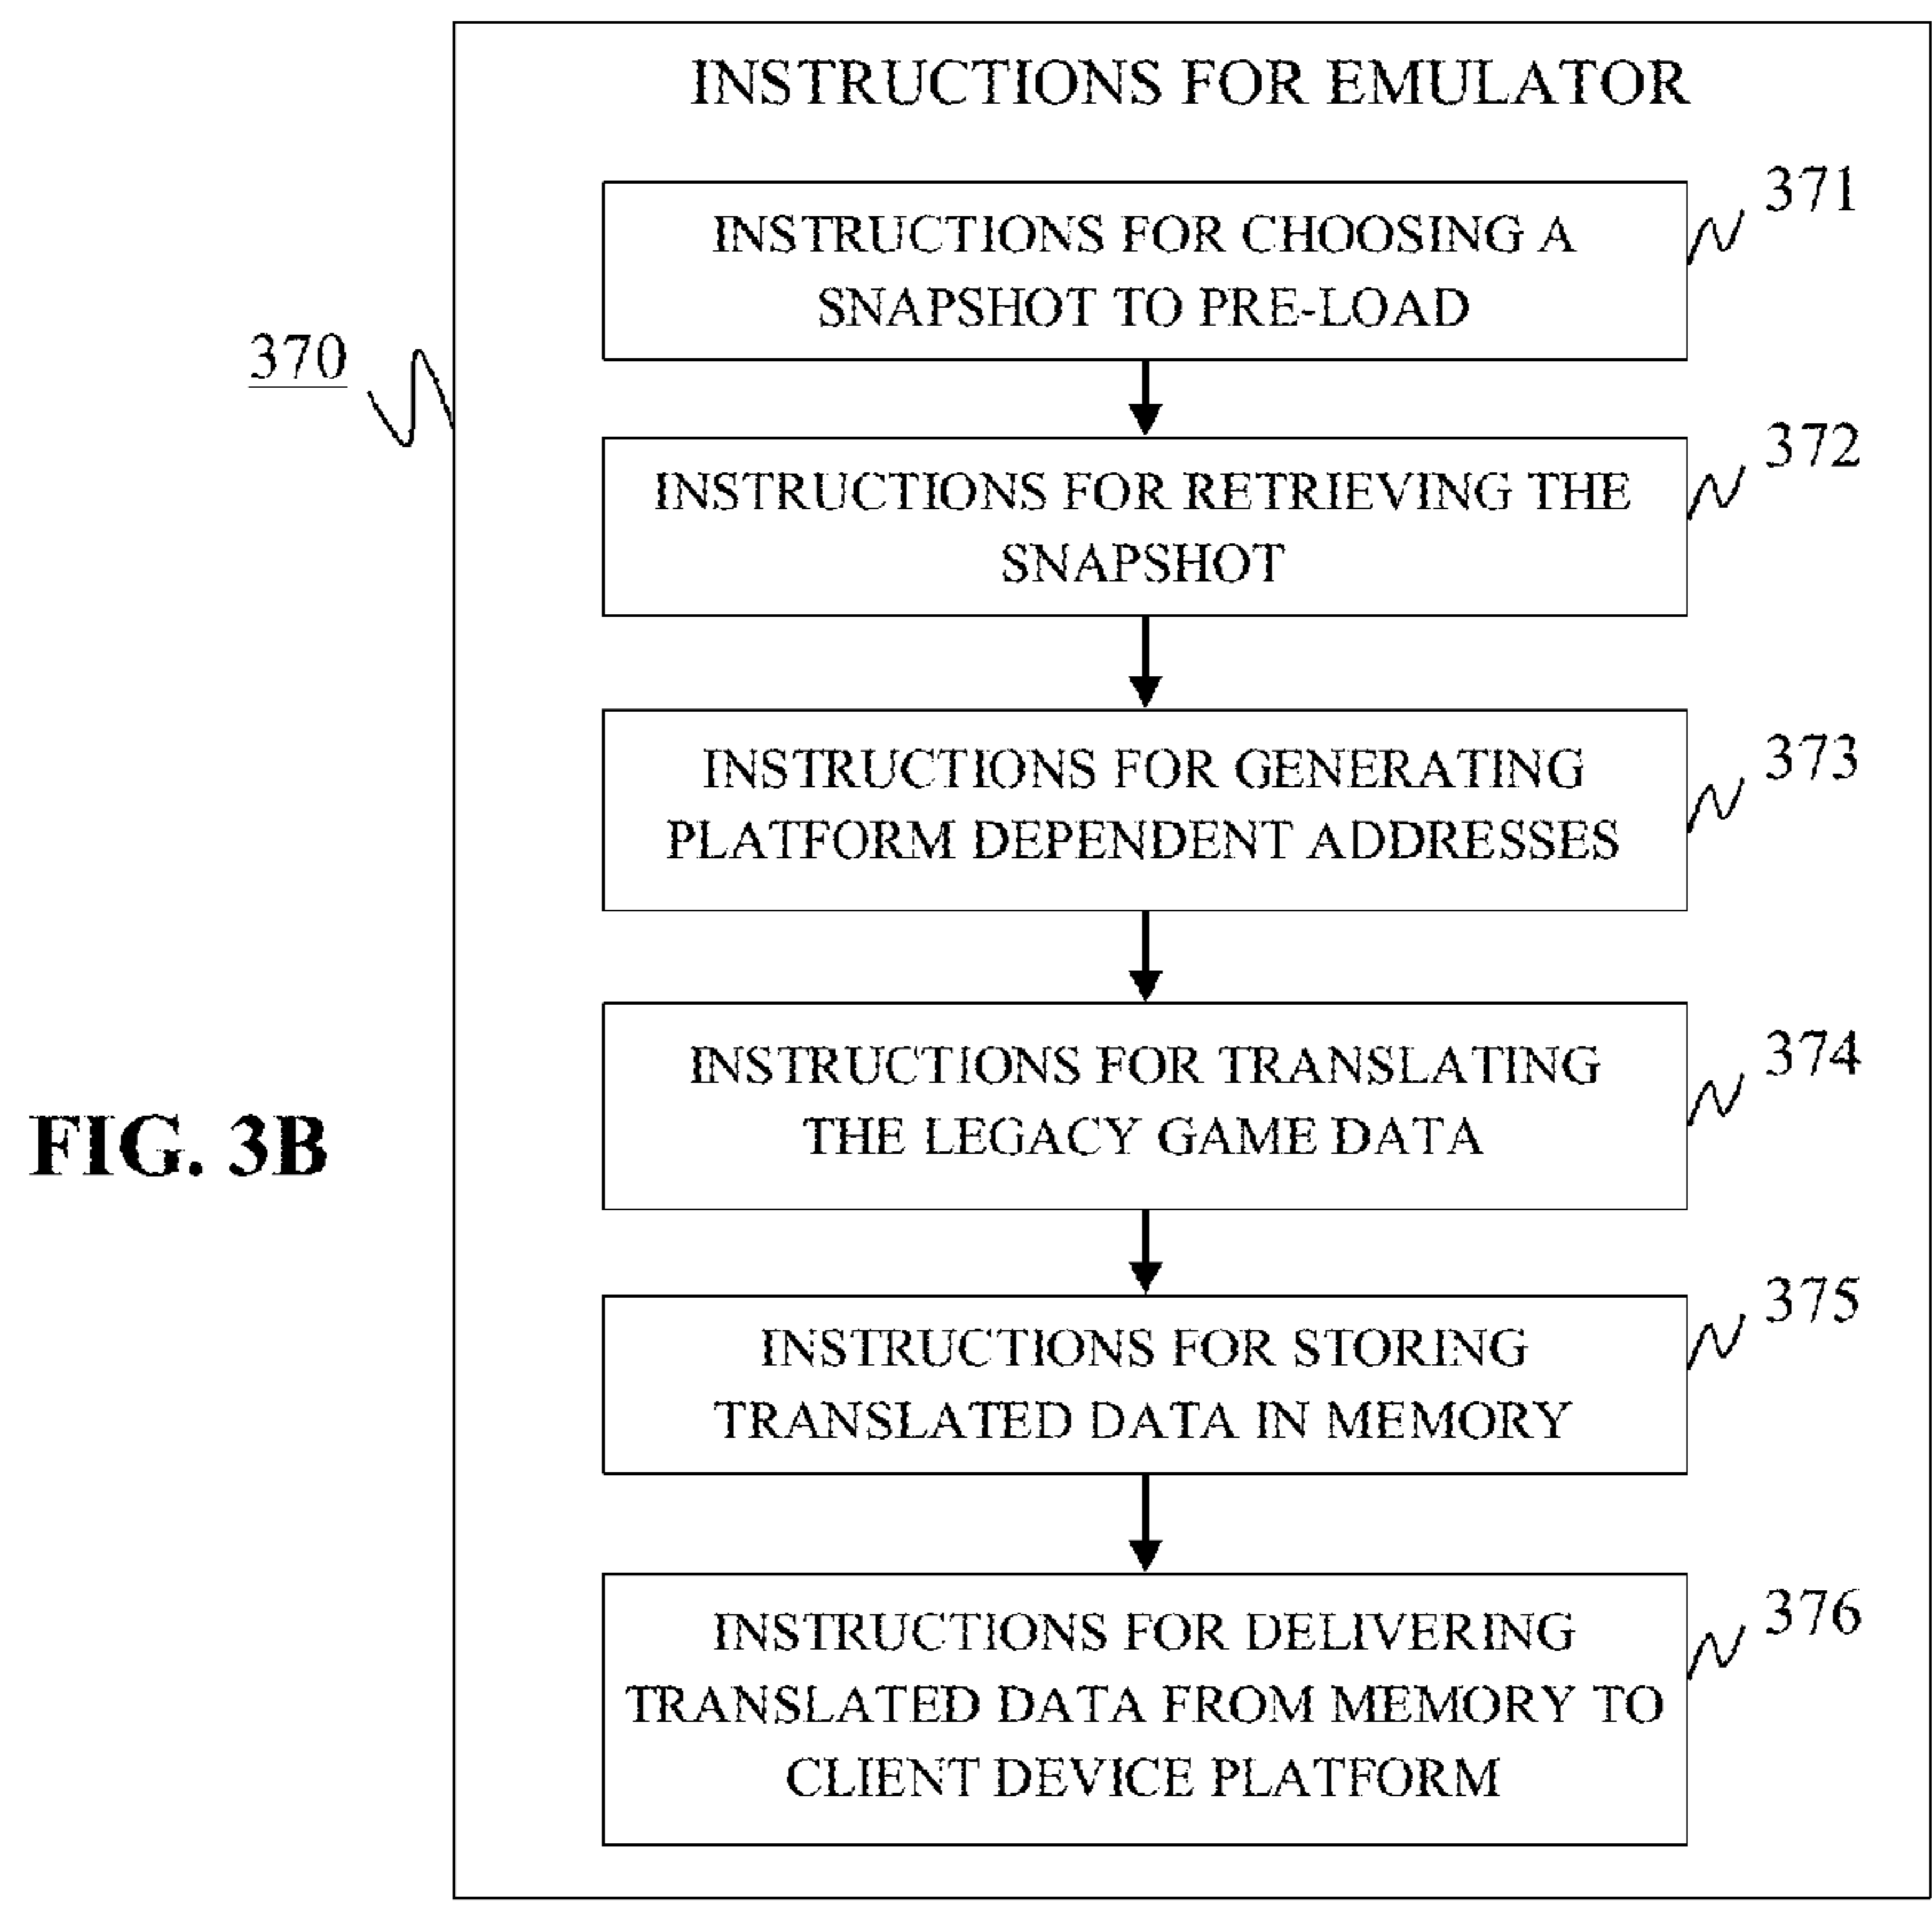 INSTRUCTIONS FOR EMULATOR
371
INSTRUCTIONS FOR CHOOSING A
SNAPSHOT TO PRE-LOAD
370
372
INSTRUCTIONS FOR RETRIEVING THE
SNAPSHOT
373
INSTRUCTIONS FOR GENERATING
PLATFORM DEPENDENT ADDRESSES
374
INSTRUCTIONS FOR TRANSLATING
THE LEGACY GAME DATA
FIG. 3B
375
INSTRUCTIONS FOR STORING
TRANSLATED DATA IN MEMORY
376
INSTRUCTIONS FOR DELIVERING
TRANSLATED DATA FROM MEMORY TO
CLIENT DEVICE PLATFORM